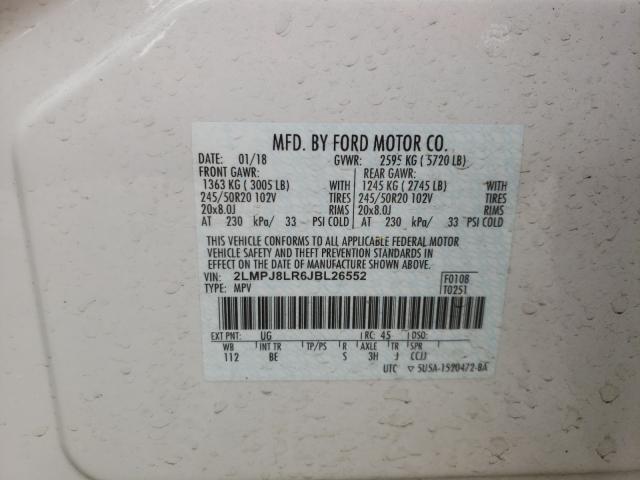 MFD. BY FORD MOTOR CO.
DATE: 01/18 GVWR: 2595 KG ( 5720 LB)
FRONT GAWR: REAR GAWR:
1363 KG ( 3005 LB) WITH 1245 KG ( 2745 LB) WITH
245/50R20 102V TIRES 245/50R20 102V TIRES
20x8.0J RIMS 20x8.0J RIMS
AT 230 kPa/ 33 PSI COLD AT 230 kPa/ 33 PSI COLD
THIS VEHICLE CONFORMS TO ALL APPLICABLE FEDERAL MOTOR
VEHICLE SAFETY AND THEFT PREVENTION STANDARDS IN
EFFECT ON THE DATE OF MANUFACTURE SHOWN ABOVE.
VIN: 2LMPJ8LR6JBL26552 F0108
TYPE: MPV T0251
EXT PNT: UG RC: 45 DSO:
WB INT TR TP/PS R AXLE TR SPR
112 BE S 3H J CCJJ
UTC ▽ 5U5A-1520472-BA